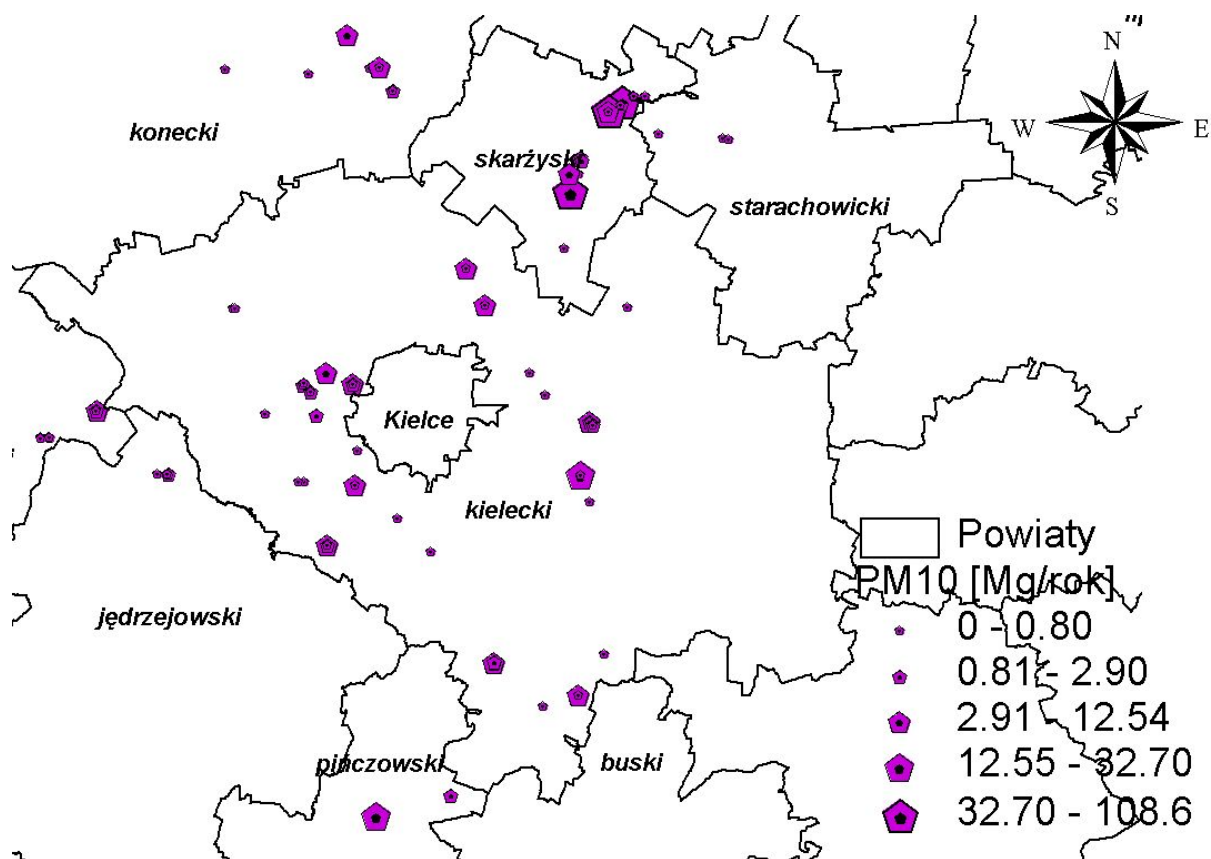 N
W E
S
konecki
skarżyski
starachowicki
Kielce
kielecki
Powiaty
PM10 [Mg/rok]
0 - 0.80
0.81 - 2.90
2.91 - 12.54
12.55 - 32.70
32.70 - 108.6
jędrzejowski
pińczowski
buski